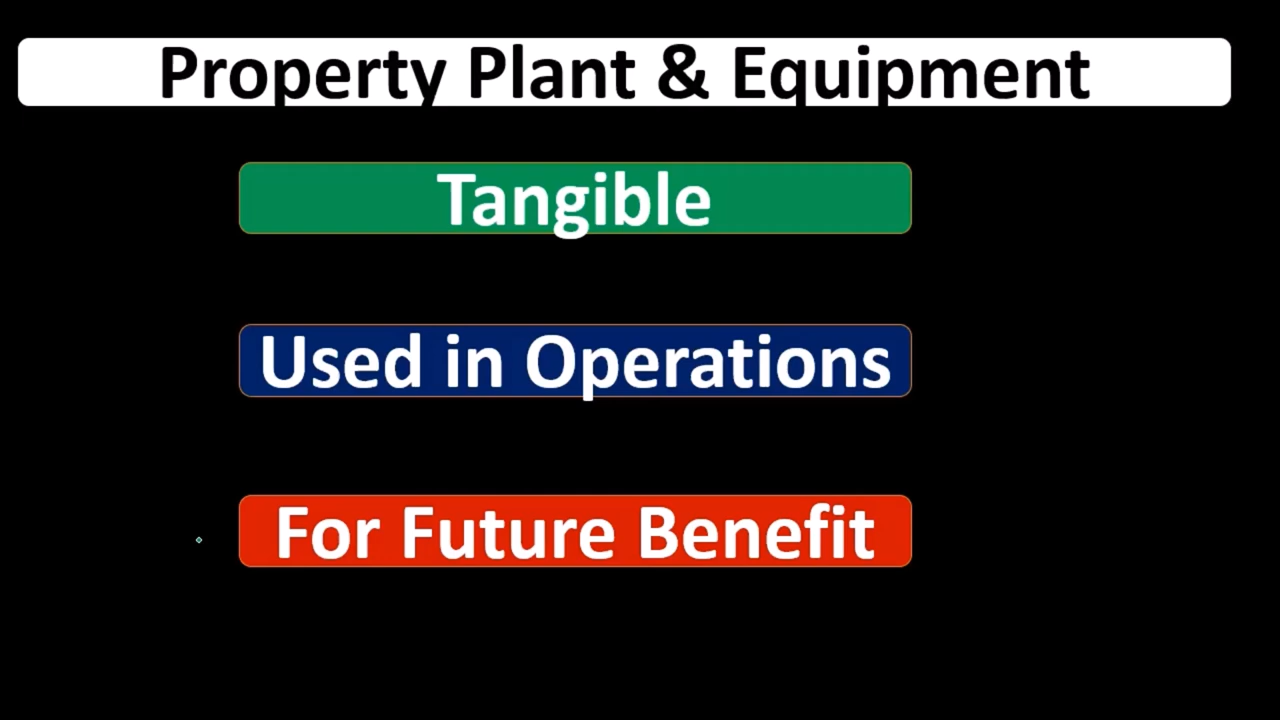 Property Plant & Equipment
Tangible
Used in Operations
For Future Benefit